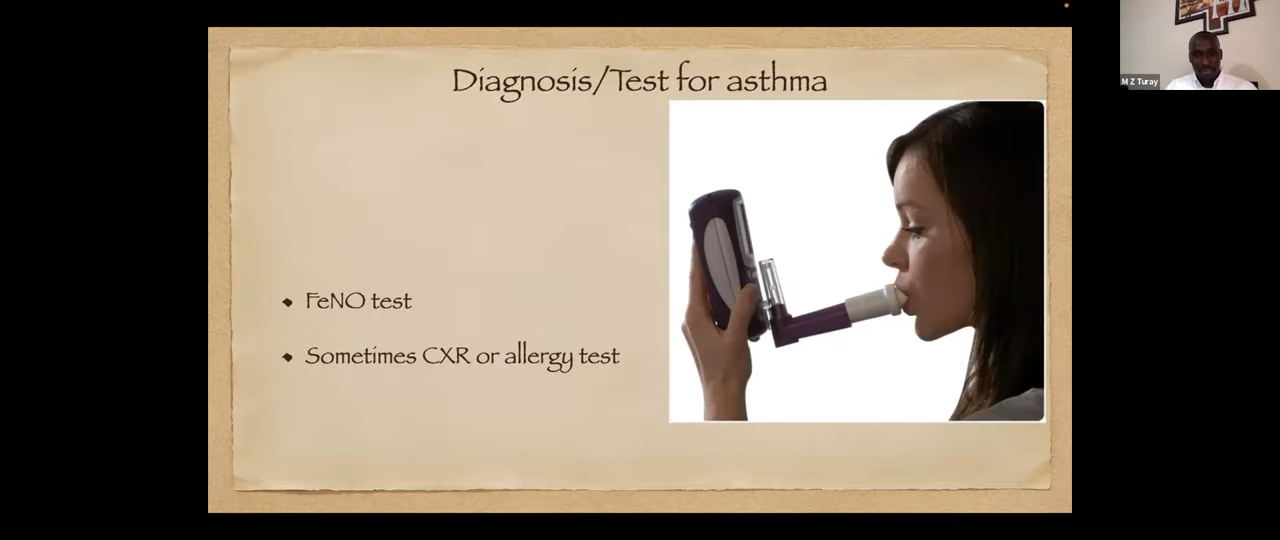 Diagnosis/Test for asthma
FeNO test
Sometimes CXR or allergy test
M Z Turay